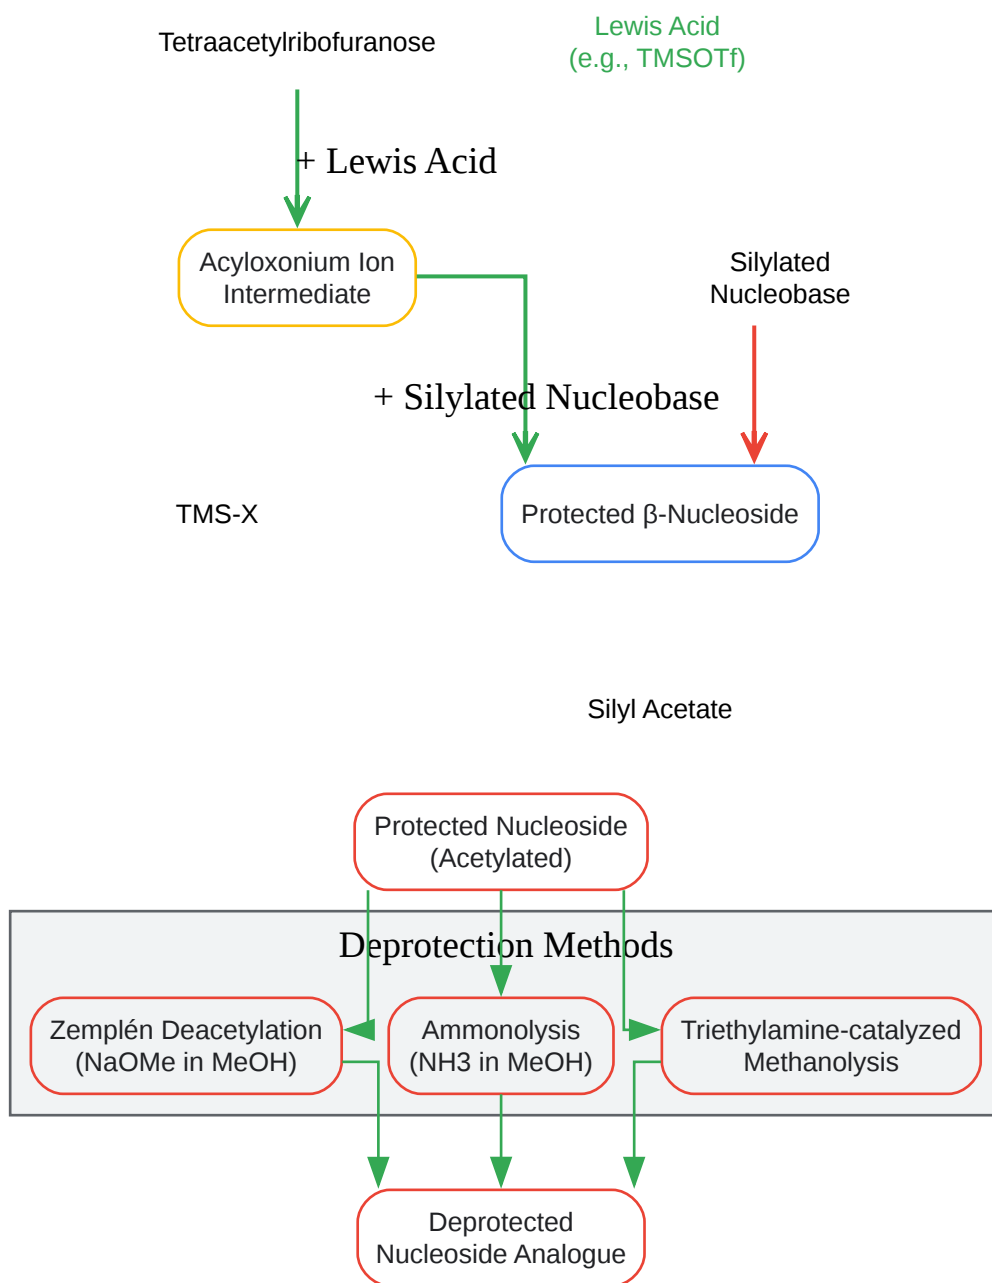 Tetraacetylribofuranose
Lewis Acid
(e.g., TMSOTf)
+ Lewis Acid
Acyloxonium Ion
Intermediate
Silylated
Nucleobase
+ Silylated Nucleobase
TMS-X
Protected β-Nucleoside
Silyl Acetate
Protected Nucleoside
(Acetylated)
Deprotection Methods
Zemplén Deacetylation
(NaOMe in MeOH)
Ammonolysis
(NH3 in MeOH)
Triethylamine-catalyzed
Methanolysis
Deprotected
Nucleoside Analogue